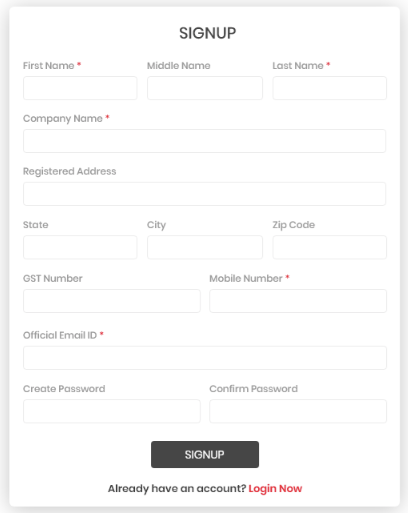 SIGNUP
First Name * Middle Name Last Name *
Company Name *
Registered Address
State City Zip Code
GST Number Mobile Number *
Official Email ID *
Create Password Confirm Password
SIGNUP
Already have an account? Login Now